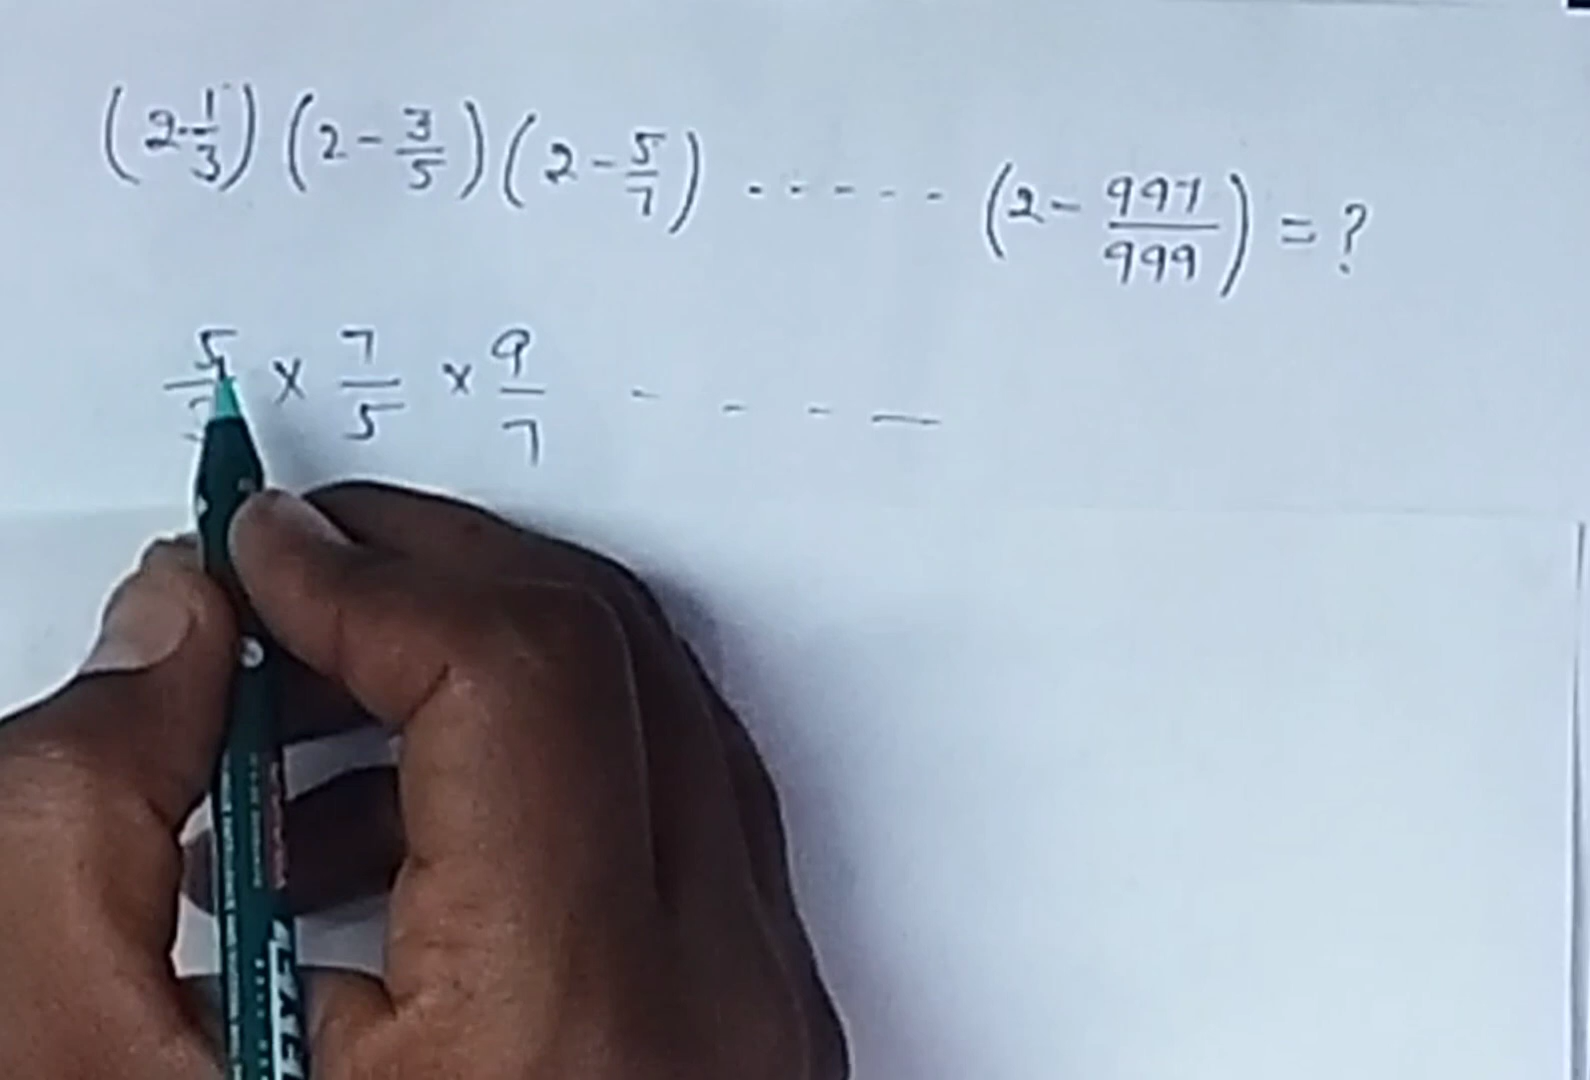 (2-1/3) (2-3/5) (2-5/7) ..... (2-997/999) = ?
5/3 × 7/5 × 9/7 - - - —